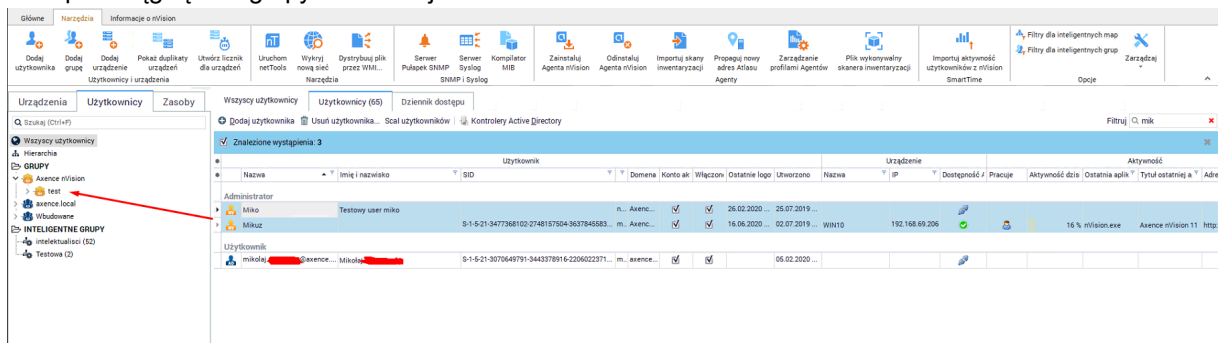 Główne Narzędzia Informacje o nVision
Dodaj użytkownika
Dodaj grupę
Dodaj urządzenie
Pokaż duplikaty urządzeń
Utwórz licznik dla urządzeń
Uruchom netTools
Wykryj nową sieć
Dystrybuuj plik przez WMI...
Serwer Pułapek SNMP
Serwer Syslog
Kompilator MIB
Zainstaluj Agenta nVision
Odinstaluj Agenta nVision
Importuj skany inwentaryzacji
Propaguj nowy adres Atlasu
Zarządzanie profilami Agentów
Plik wykonywalny skanera inwentaryzacji
Importuj aktywność użytkowników z nVision
Filtry dla inteligentnych map
Filtry dla inteligentnych grup
Zarządzaj
Użytkownicy i urządzenia Narzędzia SNMP i Syslog Agenty SmartTime Opcje
Urządzenia Użytkownicy Zasoby
Wszyscy użytkownicy Użytkownicy (65) Dziennik dostępu
Szukaj (Ctrl+F)
Dodaj użytkownika Usuń użytkownika... Scal użytkowników Kontrolery Active Directory Filtruj mik
Wszyscy użytkownicy
Hierarchia
GRUPY
Axence nVision
test
axence.local
Wbudowane
INTELIGENTNE GRUPY
intelektualisci (52)
Testowa (2)
Znalezione wystąpienia: 3
Użytkownik Urządzenie Aktywność
Nazwa Imię i nazwisko SID Domena Konto ak Włączon Ostatnie logo Utworzono Nazwa IP Dostępność A Pracuje Aktywność dzis Ostatnia aplik Tytuł ostatniej a Adre
Administrator
Miko Testowy user miko n... Axenc... 26.02.2020 ... 25.07.2019 ...
Mikuz S-1-5-21-3477368102-2748157504-3637845583... m... Axenc... 16.06.2020 ... 02.07.2019 ... WIN10 192.168.69.206 16 % nVision.exe Axence nVision 11 http:
Użytkownik
mikolaj. @axence.... Mikołaj S-1-5-21-3070649791-3443378916-2206022371... m... axence... 05.02.2020 ...